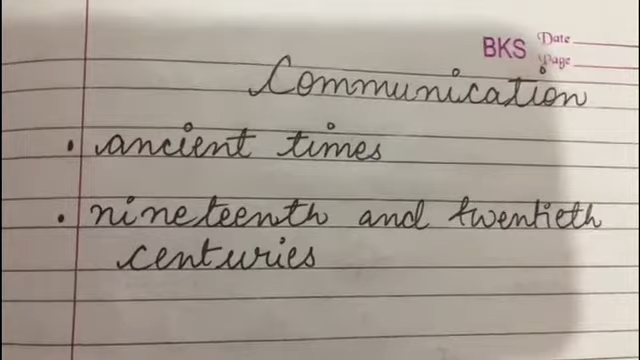 BKS Date
Page
Communication
• ancient times
• nineteenth and twentieth
centuries